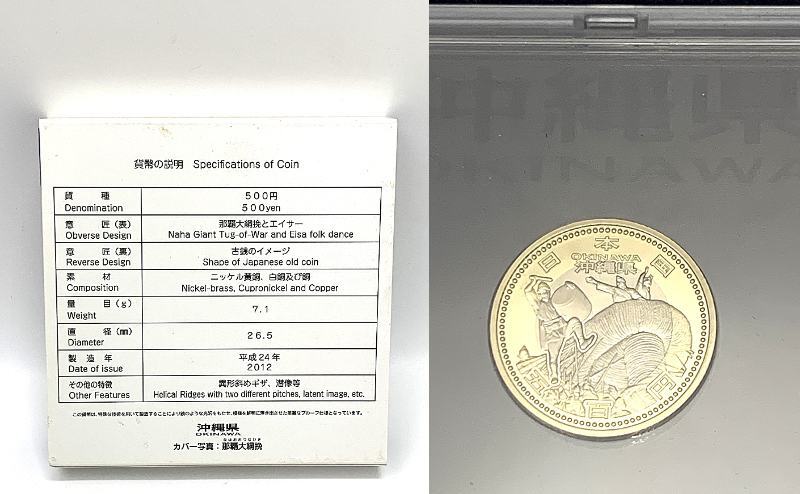 貨幣の説明 Specifications of Coin
貨種 500円
Denomination 500yen
意匠(表) 那覇大綱挽とエイサー
Obverse Design Naha Giant Tug-of-War and Eisa folk dance
意匠(裏) 古銭のイメージ
Reverse Design Shape of Japanese old coin
素材 ニッケル黄銅、白銅及び銅
Composition Nickel-brass, Cupronickel and Copper
量目(g) 7.1
Weight
直径(㎜) 26.5
Diameter
製造年 平成24年
Date of issue 2012
その他の特徴 異形斜めギザ、潜像等
Other Features Helical Ridges with two different pitches, latent image, etc.
沖縄県
OKINAWA
カバー写真:那覇大綱挽
日本国
OKINAWA
沖縄県
五百円